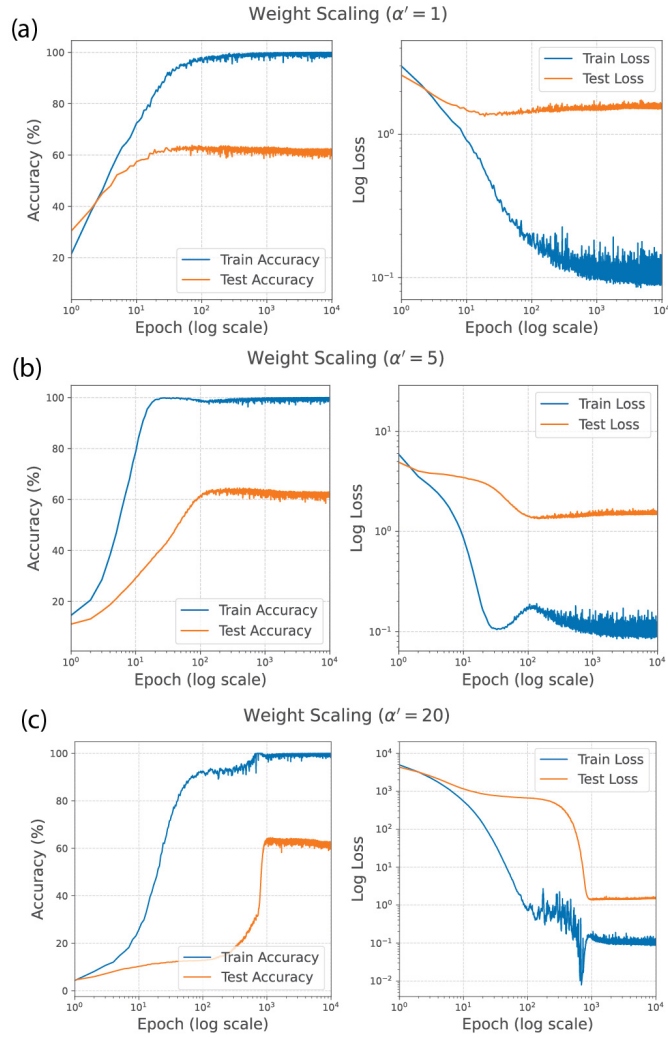 (a)
Weight Scaling (α′ = 1)
Accuracy (%)
100
80
60
40
20
Train Accuracy
Test Accuracy
10⁰ 10¹ 10² 10³ 10⁴
Epoch (log scale)
Log Loss
10⁰
10⁻¹
Train Loss
Test Loss
10⁰ 10¹ 10² 10³ 10⁴
Epoch (log scale)
(b)
Weight Scaling (α′ = 5)
Accuracy (%)
100
80
60
40
20
Train Accuracy
Test Accuracy
10⁰ 10¹ 10² 10³ 10⁴
Epoch (log scale)
Log Loss
10¹
10⁰
10⁻¹
Train Loss
Test Loss
10⁰ 10¹ 10² 10³ 10⁴
Epoch (log scale)
(c)
Weight Scaling (α′ = 20)
Accuracy (%)
100
80
60
40
20
0
Train Accuracy
Test Accuracy
10⁰ 10¹ 10² 10³ 10⁴
Epoch (log scale)
Log Loss
10⁴
10³
10²
10¹
10⁰
10⁻¹
10⁻²
Train Loss
Test Loss
10⁰ 10¹ 10² 10³ 10⁴
Epoch (log scale)